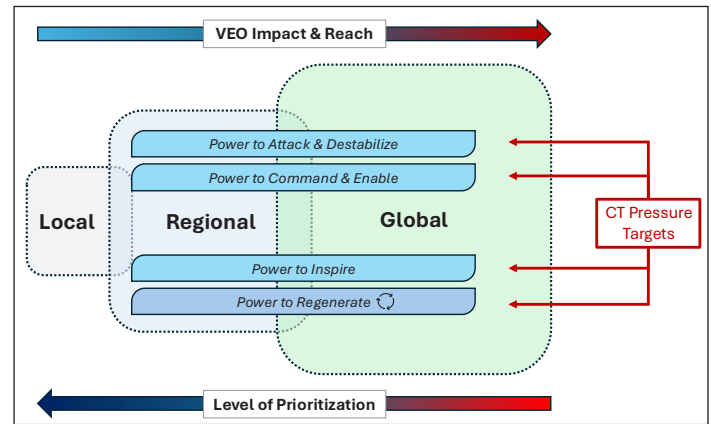 VEO Impact & Reach
Power to Attack & Destabilize
Power to Command & Enable
Local
Regional
Global
CT Pressure
Targets
Power to Inspire
Power to Regenerate
Level of Prioritization